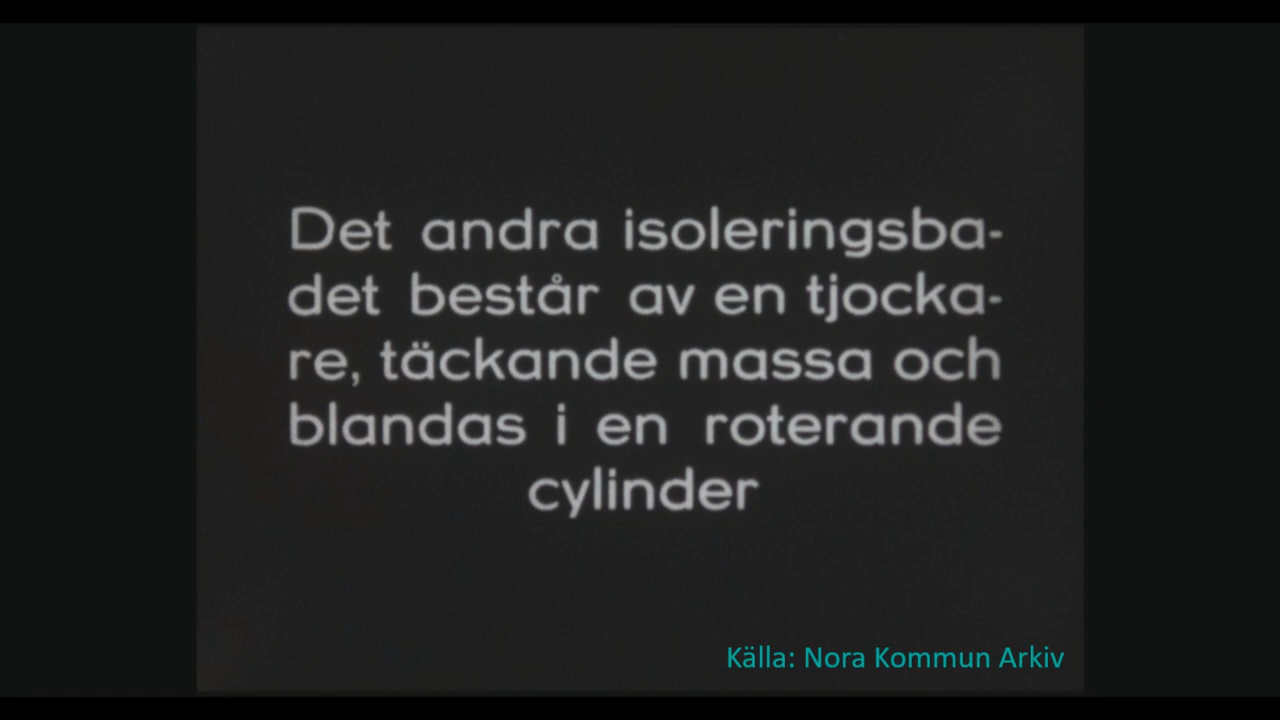 Det andra isoleringsba-
det består av en tjocka-
re, täckande massa och
blandas i en roterande
cylinder
Källa: Nora Kommun Arkiv